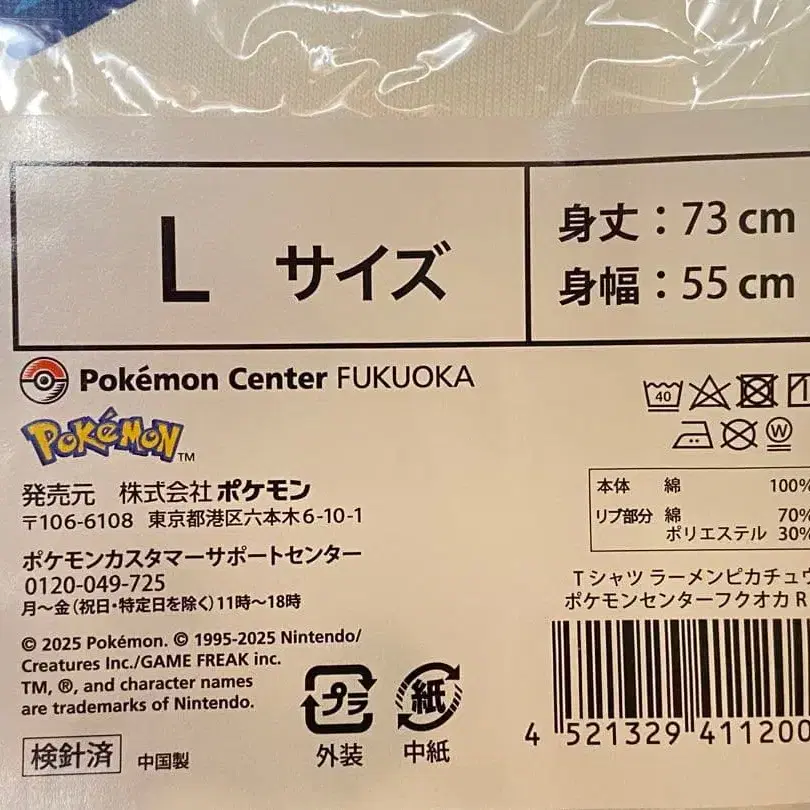 L サイズ
身丈：73 cm
身幅：55 cm
Pokémon Center FUKUOKA
40
W
POKéMON™
発売元 株式会社 ポケモン
〒106-6108 東京都港区六本木6-10-1
ポケモンカスタマーサポートセンター
0120-049-725
月～金（祝日・特定日を除く）11時～18時
本体 綿 100%
リブ部分 綿 70%
ポリエステル 30%
Tシャツ ラーメンピカチュウ
ポケモンセンターフクオカ R
© 2025 Pokémon. © 1995-2025 Nintendo/
Creatures Inc./GAME FREAK inc.
TM, ®, and character names
are trademarks of Nintendo.
プラ
外装
紙
中紙
4 521329 411200
検針済
中国製